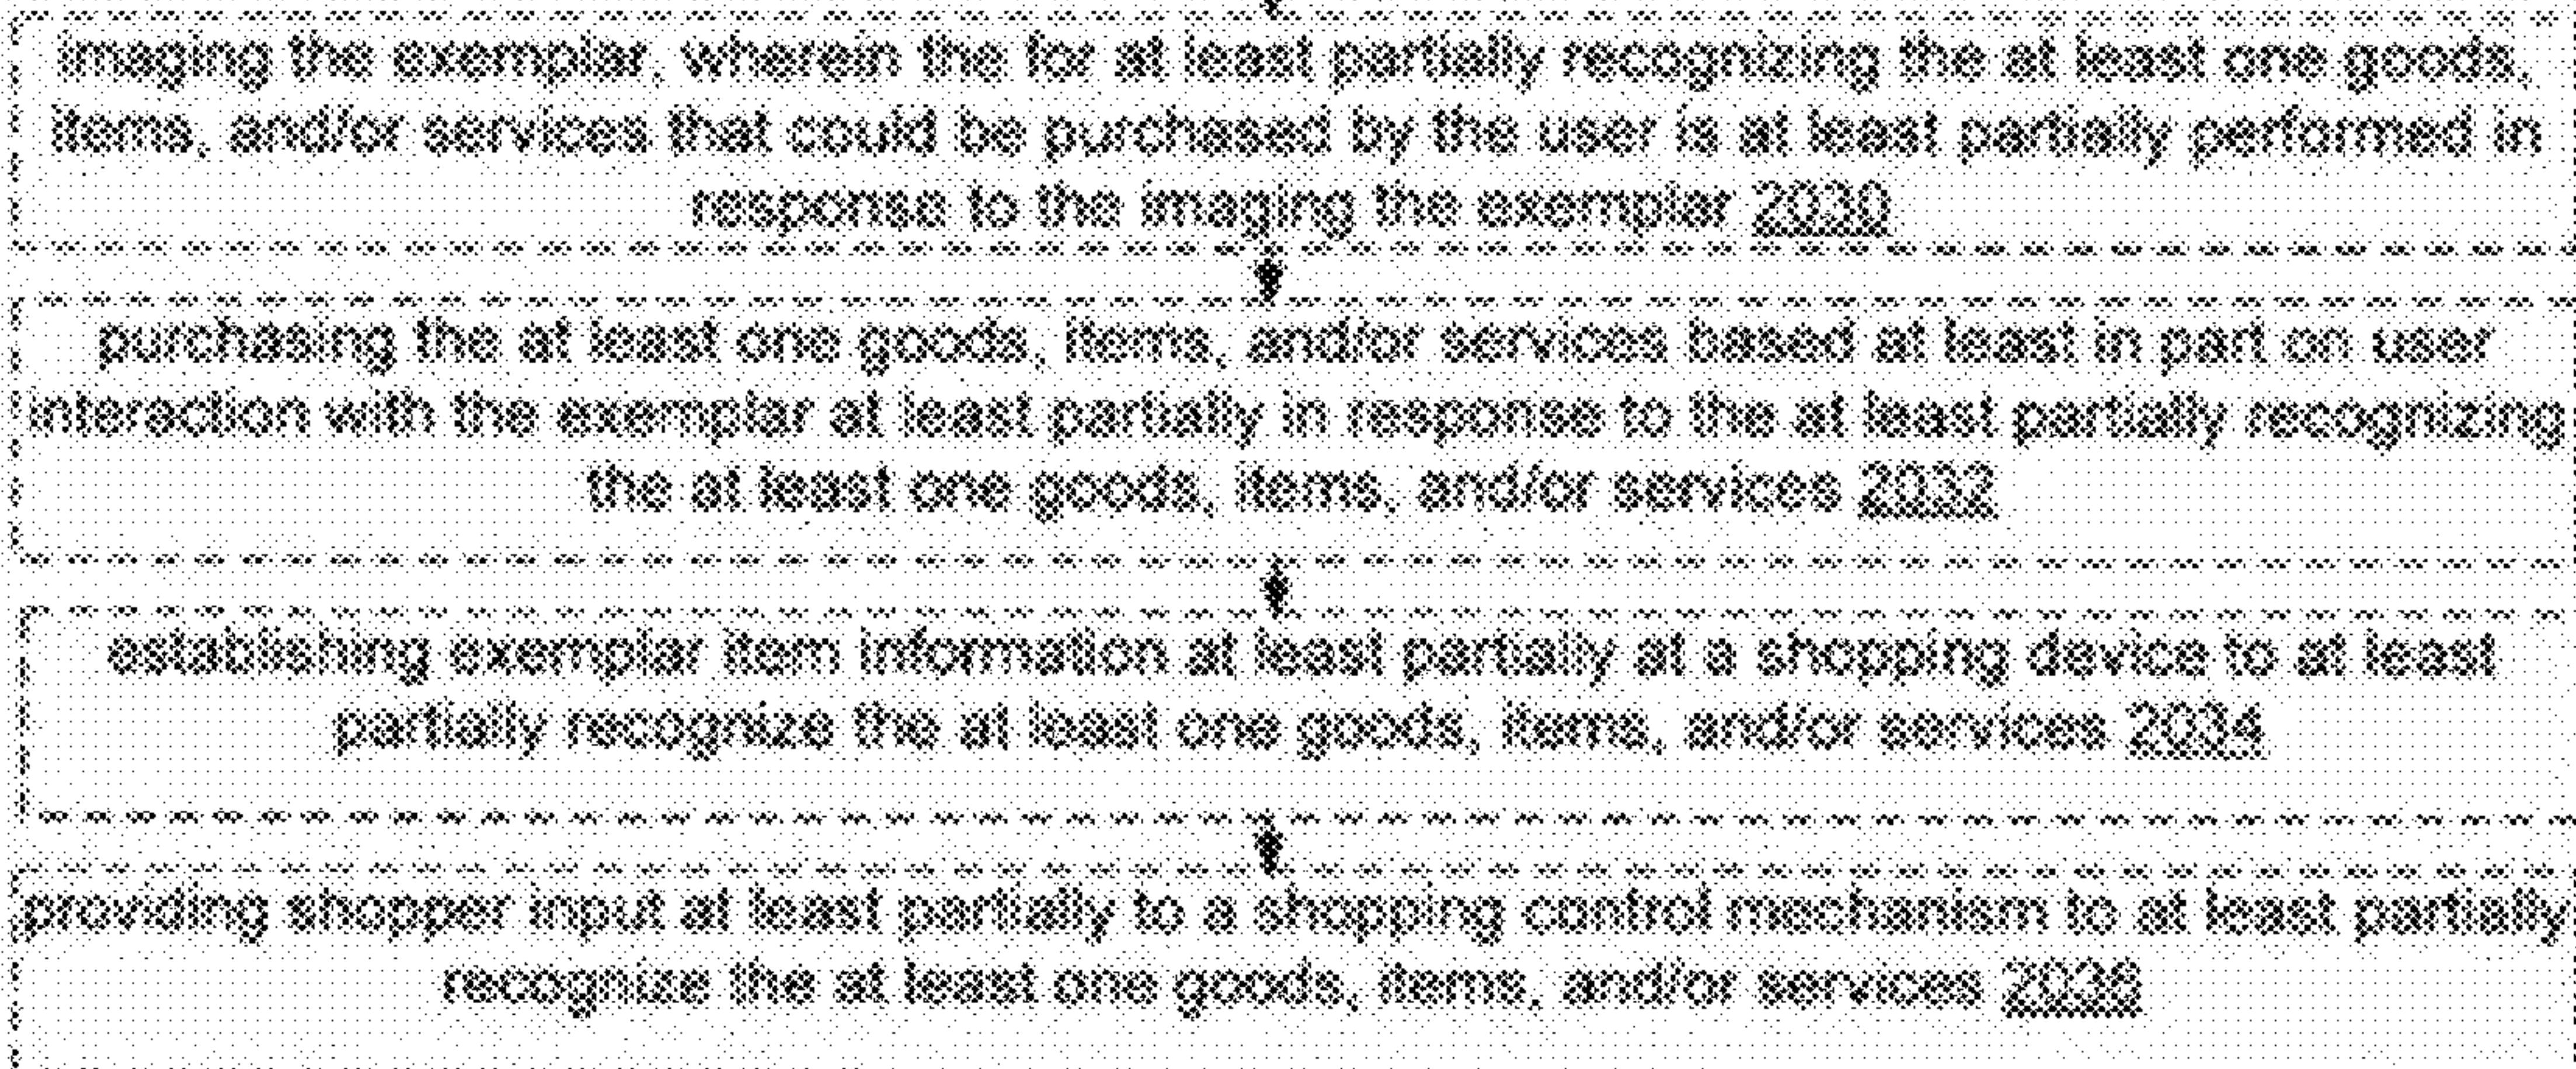 imaging the exemplar, wherein the for at least partially recognizing the at least one goods,
items, and/or services that could be purchased by the user is at least partially performed in
response to the imaging the exemplar 2030
purchasing the at least one goods, items, and/or services based at least in part on user
interaction with the exemplar at least partially in response to the at least partially recognizing
the at least one goods, items, and/or services 2032
establishing exemplar item information at least partially at a shopping device to at least
partially recognize the at least one goods, items, and/or services 2034
providing shopper input at least partially to a shopping control mechanism to at least partially
recognize the at least one goods, items, and/or services 2036